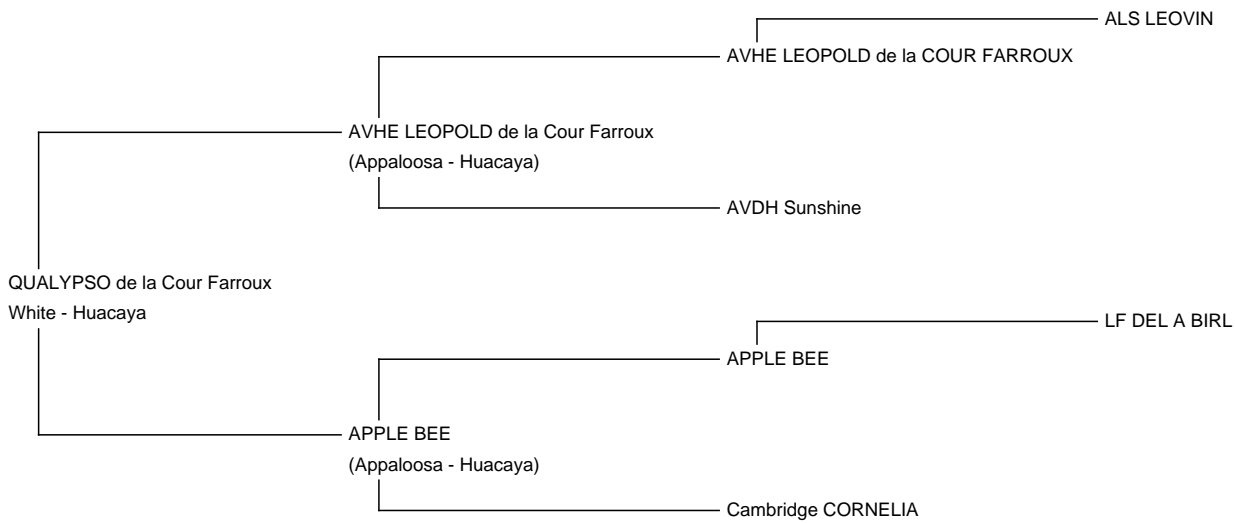 ALS LEOVIN
AVHE LEOPOLD de la COUR FARROUX
AVHE LEOPOLD de la Cour Farroux
(Appaloosa - Huacaya)
AVDH Sunshine
QUALYPSO de la Cour Farroux
White - Huacaya
LF DEL A BIRL
APPLE BEE
APPLE BEE
(Appaloosa - Huacaya)
Cambridge CORNELIA